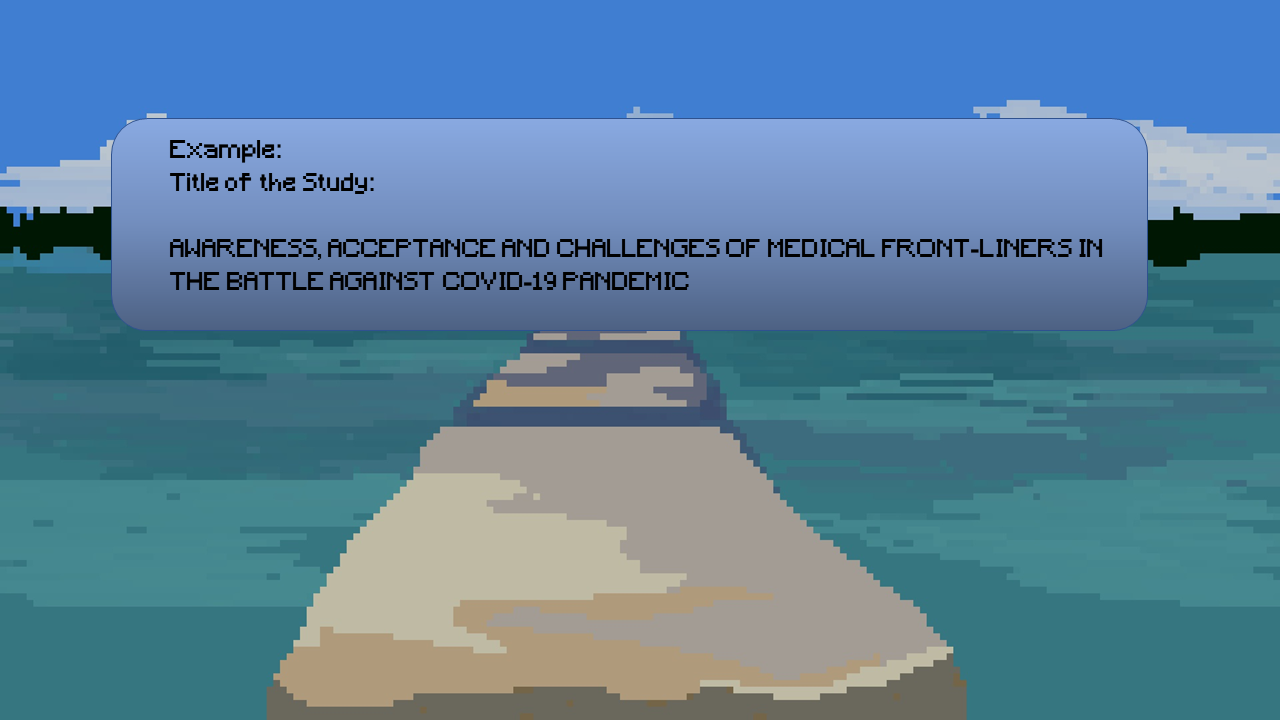 Example:
Title of the Study:
AWARENESS, ACCEPTANCE AND CHALLENGES OF MEDICAL FRONT-LINERS IN
THE BATTLE AGAINST COVID-19 PANDEMIC